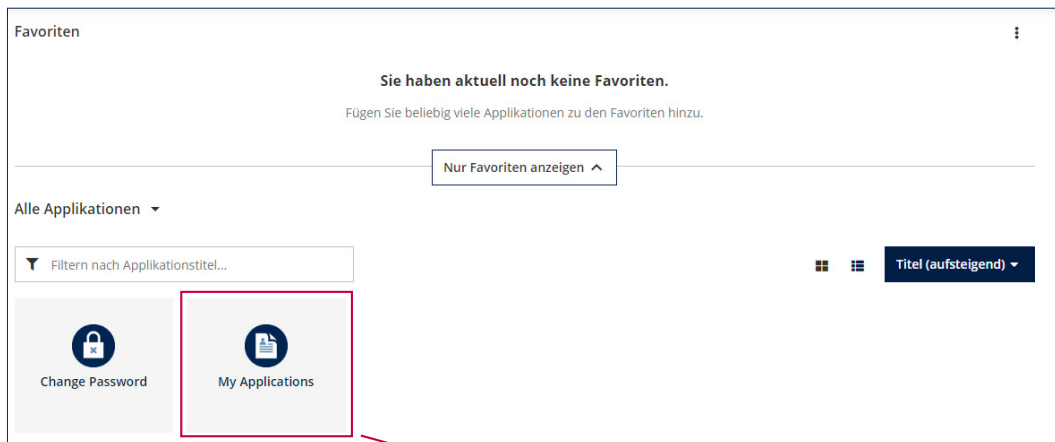 Favoriten
Sie haben aktuell noch keine Favoriten.
Fügen Sie beliebig viele Applikationen zu den Favoriten hinzu.
Nur Favoriten anzeigen
Alle Applikationen
Filtern nach Applikationstitel...
Titel (aufsteigend)
Change Password
My Applications